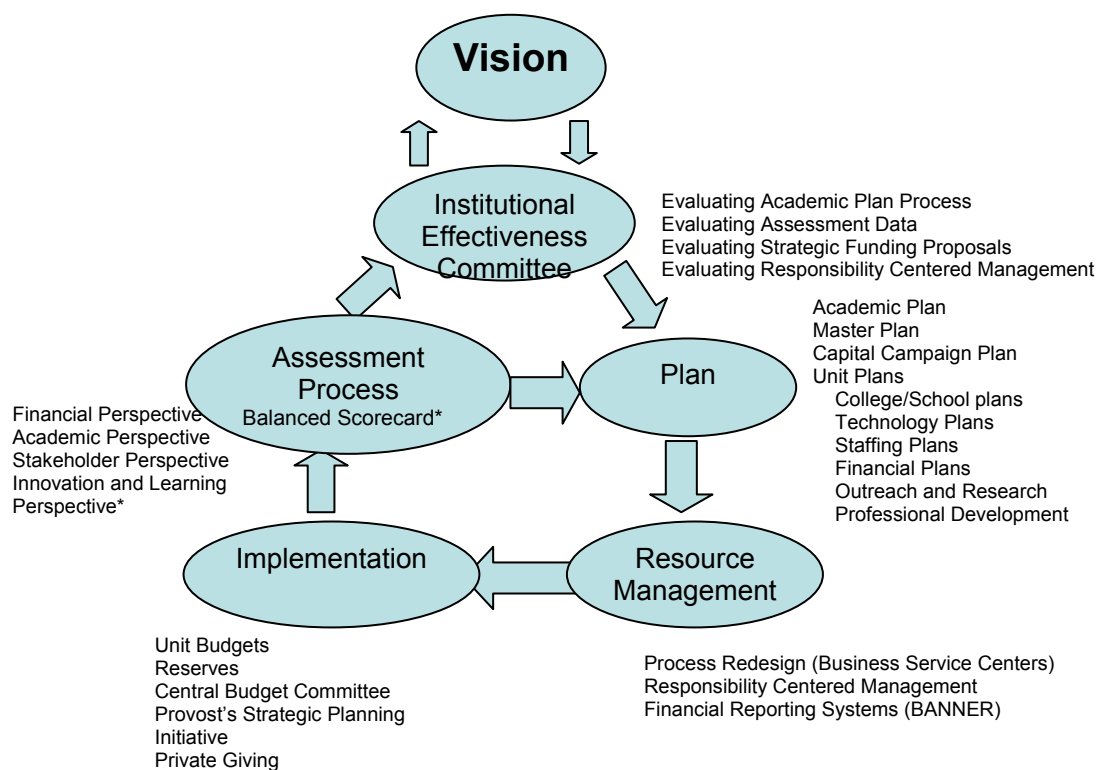 Vision
Institutional
Effectiveness
Committee
Evaluating Academic Plan Process
Evaluating Assessment Data
Evaluating Strategic Funding Proposals
Evaluating Responsibility Centered Management
Assessment
Process
Balanced Scorecard*
Plan
Academic Plan
Master Plan
Capital Campaign Plan
Unit Plans
College/School plans
Technology Plans
Staffing Plans
Financial Plans
Outreach and Research
Professional Development
Financial Perspective
Academic Perspective
Stakeholder Perspective
Innovation and Learning
Perspective*
Implementation
Resource
Management
Unit Budgets
Reserves
Central Budget Committee
Provost's Strategic Planning
Initiative
Private Giving
Process Redesign (Business Service Centers)
Responsibility Centered Management
Financial Reporting Systems (BANNER)